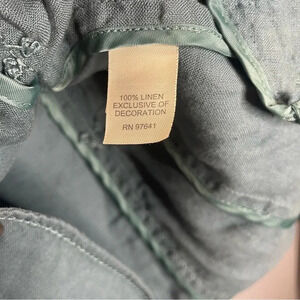 100% LINEN
EXCLUSIVE OF
DECORATION
RN 97641